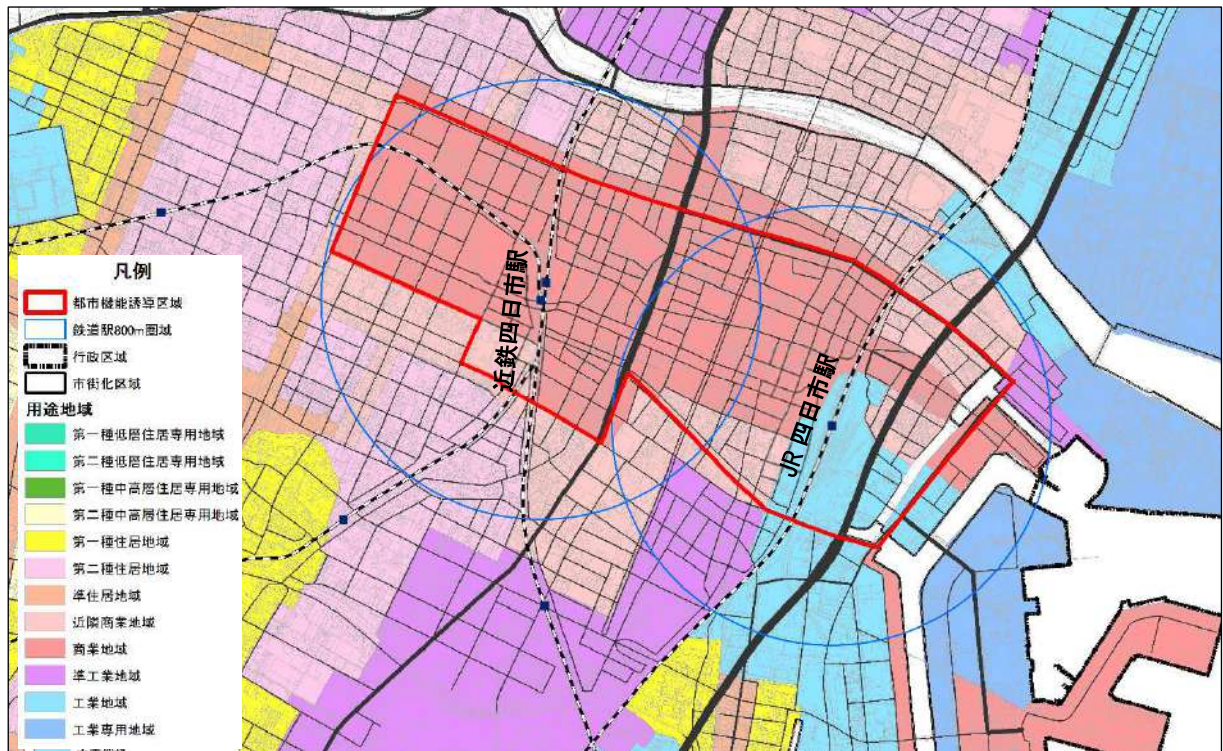 近鉄四日市駅
JR 四日市駅
凡例
都市機能誘導区域
鉄道駅800m圏域
行政区域
市街化区域
用途地域
第一種低層住居専用地域
第二種低層住居専用地域
第一種中高層住居専用地域
第二種中高層住居専用地域
第一種住居地域
第二種住居地域
準住居地域
近隣商業地域
商業地域
準工業地域
工業地域
工業専用地域